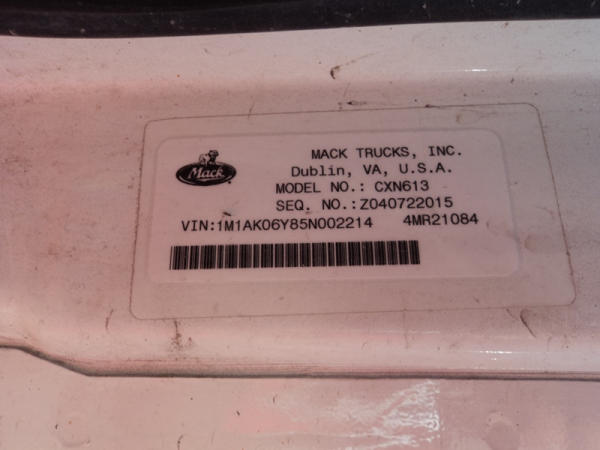 Mack
MACK TRUCKS, INC.
Dublin, VA, U.S.A.
MODEL NO.: CXN613
SEQ. NO.:Z040722015
VIN:1M1AK06Y85N002214 4MR21084